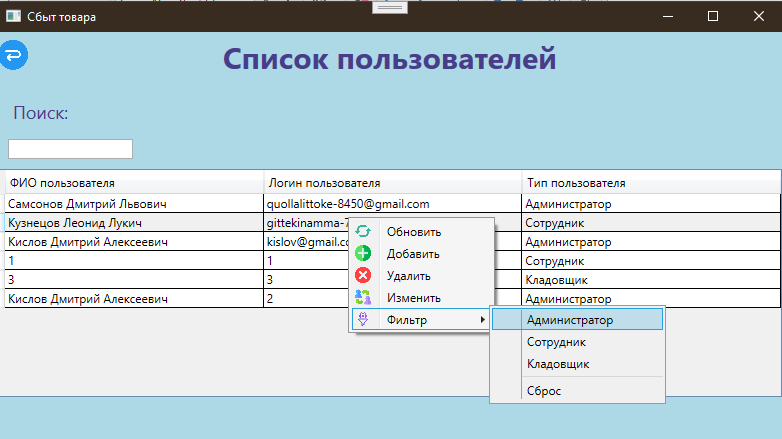 Сбыт товара
Список пользователей
Поиск:
ФИО пользователя Логин пользователя Тип пользователя
Самсонов Дмитрий Львович quollalittoke-8450@gmail.com Администратор
Кузнецов Леонид Лукич gittekinamma-7 Сотрудник
Кислов Дмитрий Алексеевич kislov@gmail.co Администратор
1 1 Сотрудник
3 3 Кладовщик
Кислов Дмитрий Алексеевич 2 Администратор
Обновить
Добавить
Удалить
Изменить
Фильтр
Администратор
Сотрудник
Кладовщик
Сброс